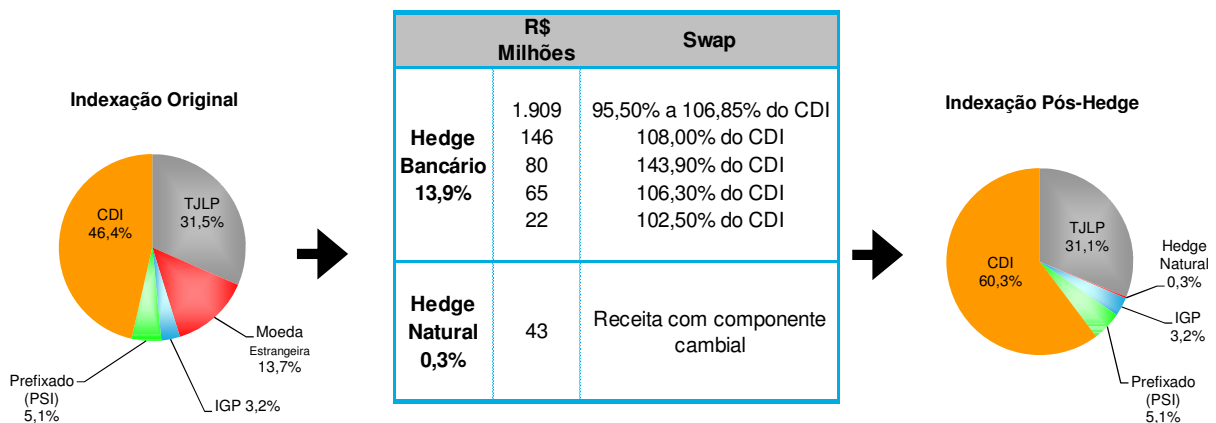 Indexação Original
CDI
46,4%
TJLP
31,5%
Moeda
Estrangeira
13,7%
IGP 3,2%
Prefixado
(PSI)
5,1%
R$
Milhões
Swap
Hedge
Bancário
13,9%
1.909 95,50% a 106,85% do CDI
146 108,00% do CDI
80 143,90% do CDI
65 106,30% do CDI
22 102,50% do CDI
Hedge
Natural
0,3%
43
Receita com componente
cambial
Indexação Pós-Hedge
CDI
60,3%
TJLP
31,1%
Hedge
Natural
0,3%
IGP
3,2%
Prefixado
(PSI)
5,1%